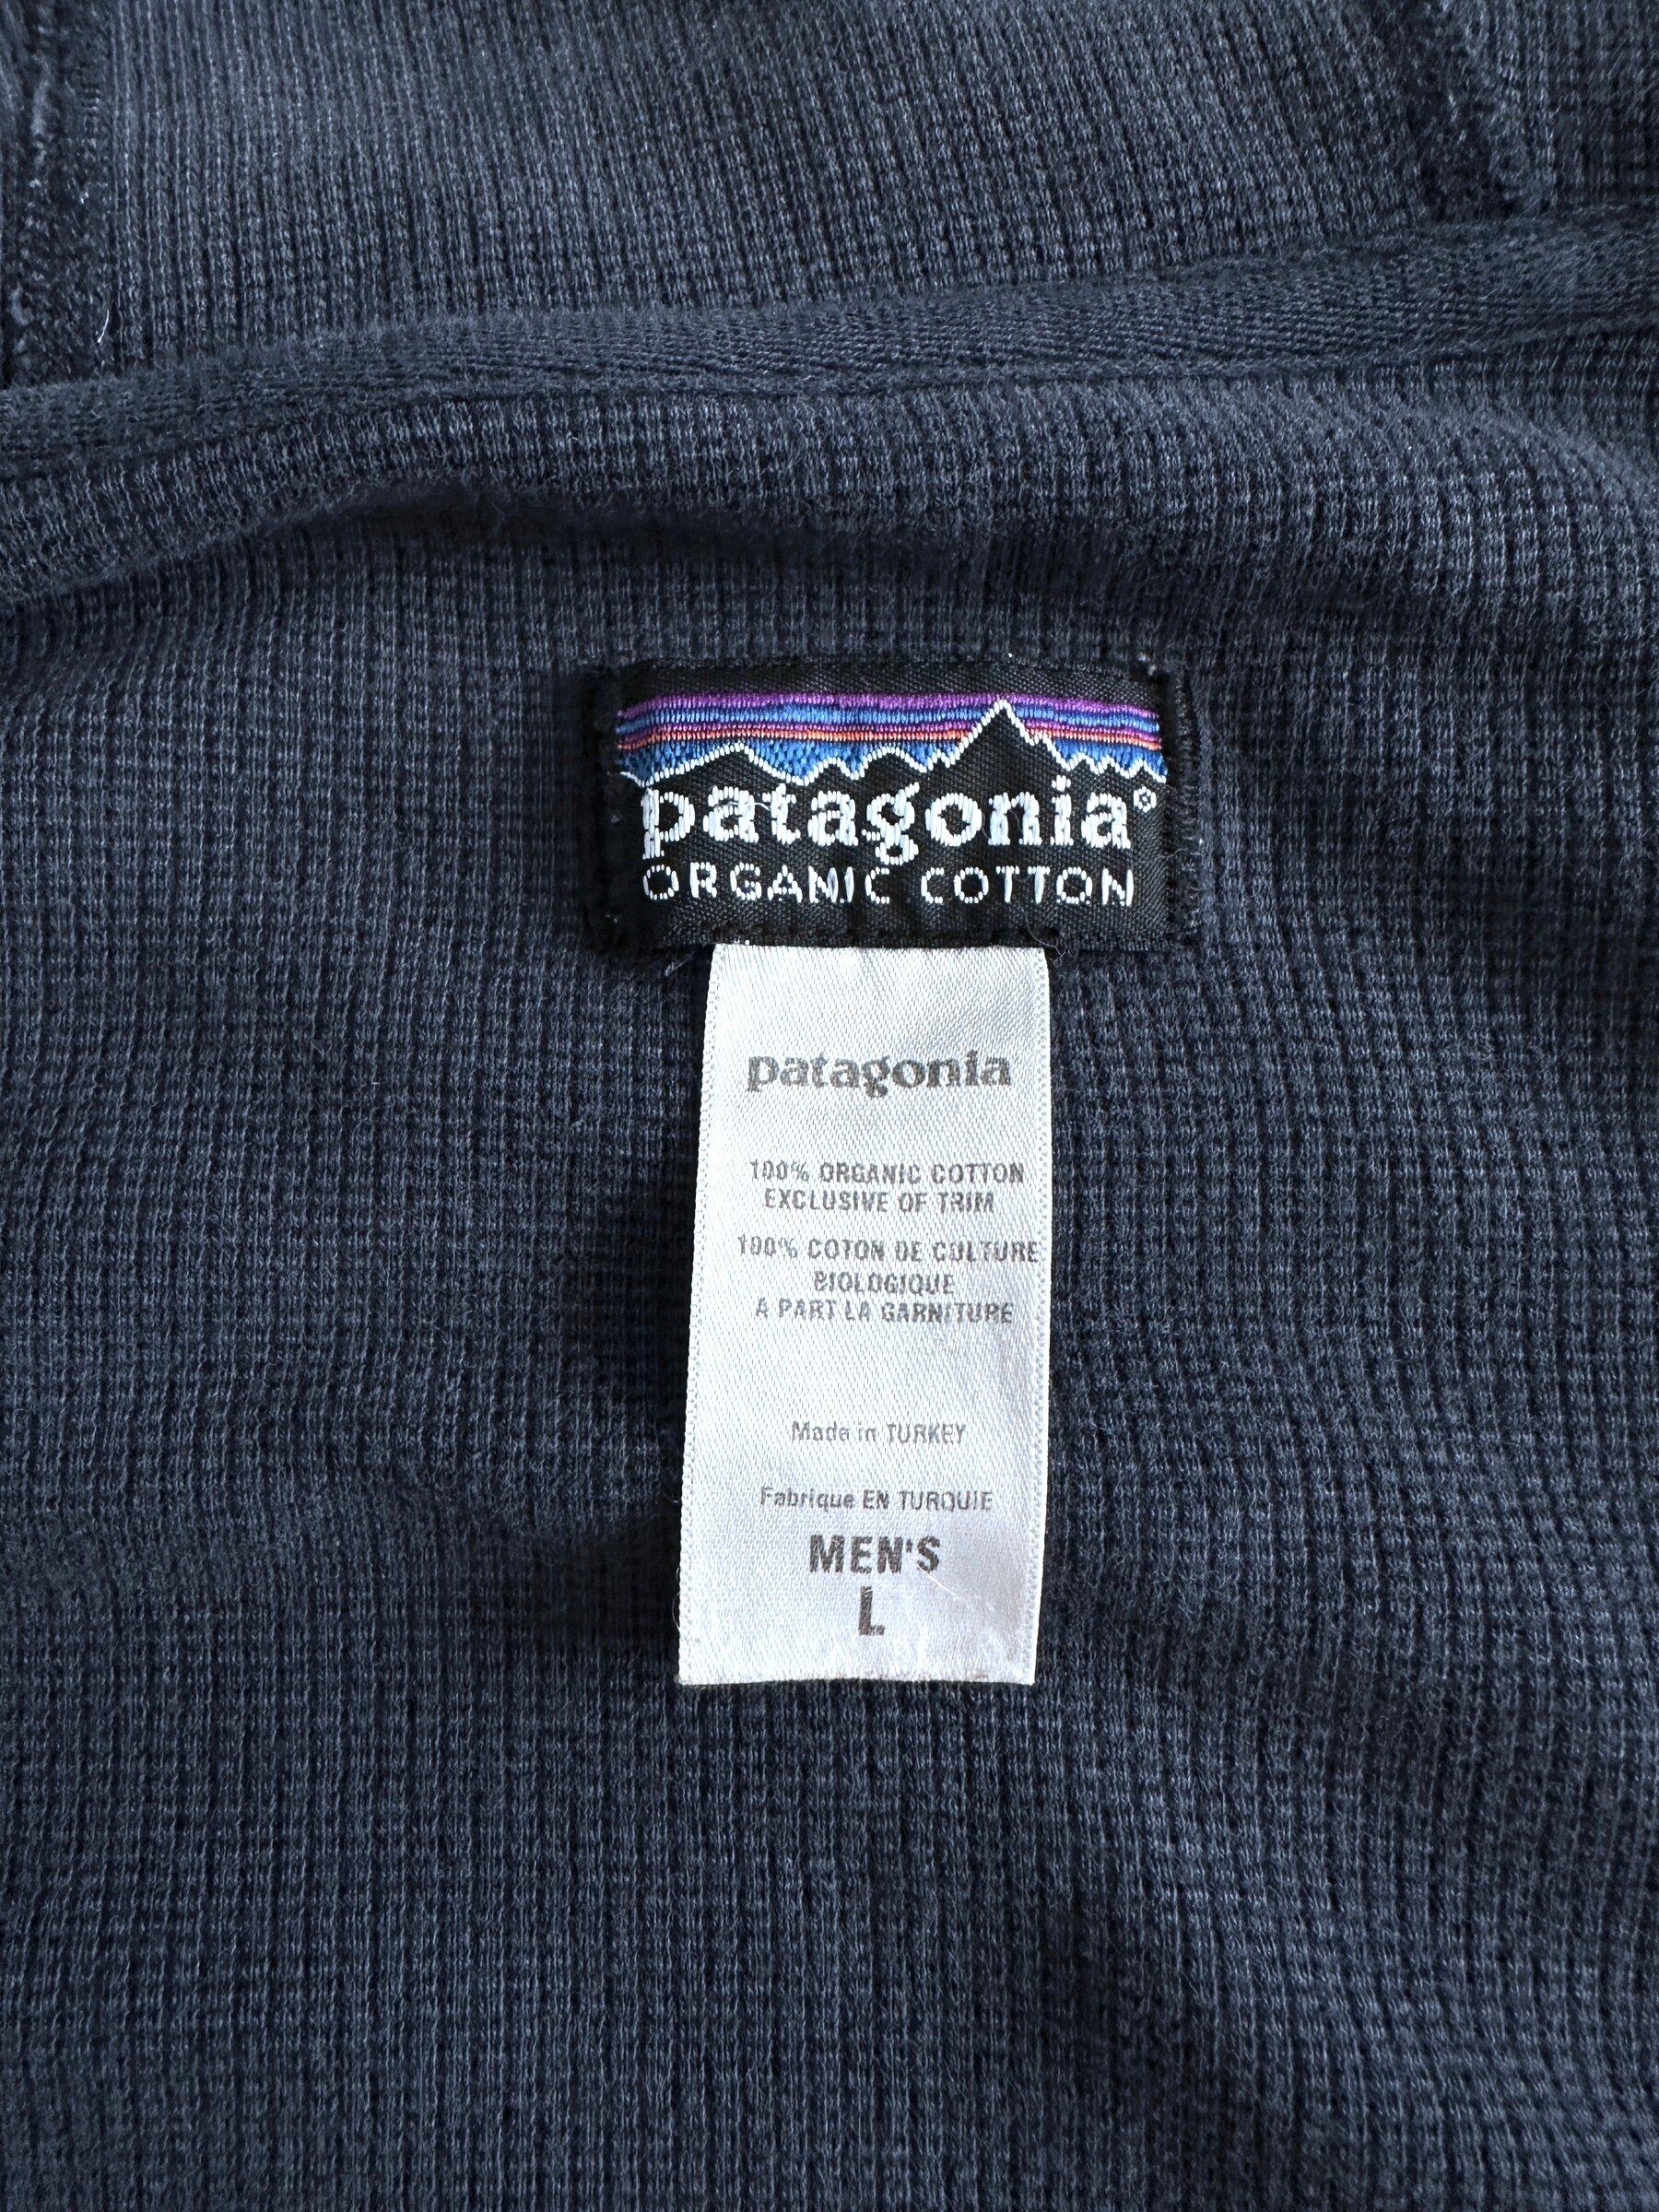 patagonia®
ORGANIC COTTON
patagonia
100% ORGANIC COTTON
EXCLUSIVE OF TRIM
100% COTON DE CULTURE
BIOLOGIQUE
A PART LA GARNITURE
Made in TURKEY
Fabrique EN TURQUIE
MEN'S
L